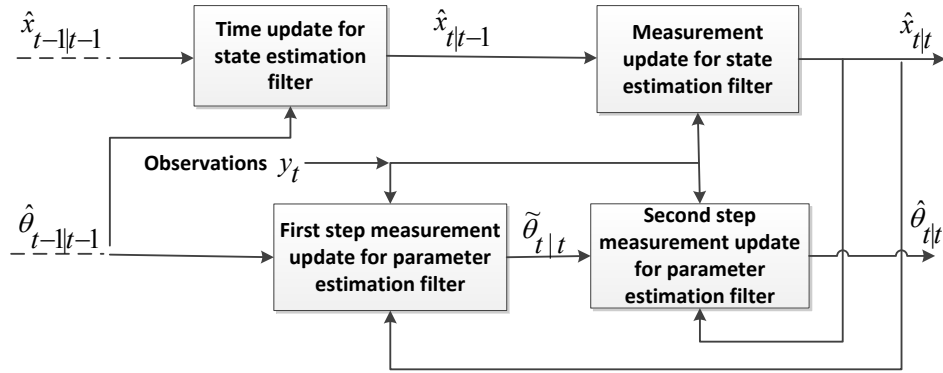 x̂_{t-1|t-1}
Time update for
state estimation
filter
x̂_{t|t-1}
Measurement
update for state
estimation filter
x̂_{t|t}
Observations y_t
θ̂_{t-1|t-1}
First step measurement
update for parameter
estimation filter
θ̃_{t|t}
Second step
measurement update
for parameter
estimation filter
θ̂_{t|t}